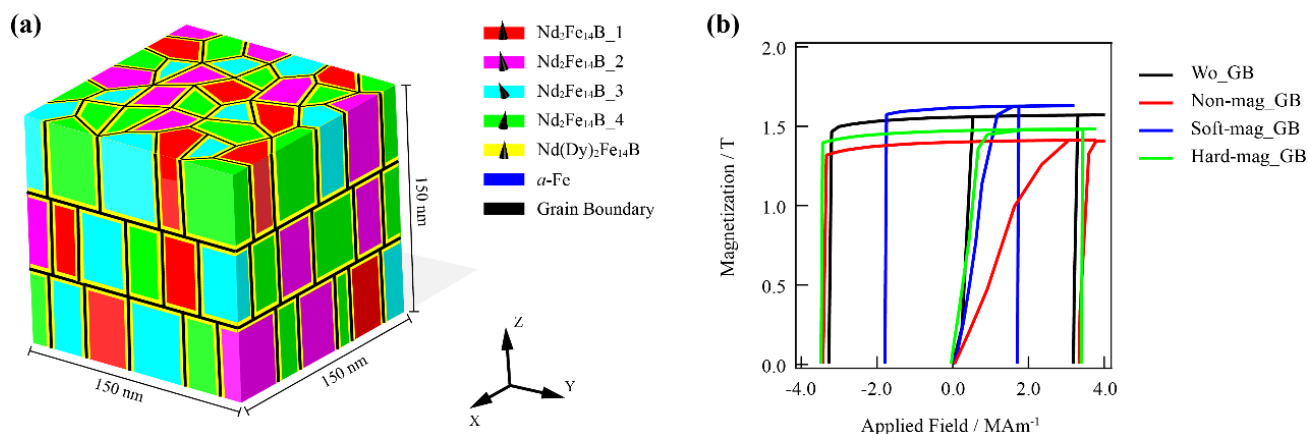 (a)
Nd₂Fe₁₄B_1
Nd₂Fe₁₄B_2
Nd₂Fe₁₄B_3
Nd₂Fe₁₄B_4
Nd(Dy)₂Fe₁₄B
α-Fe
Grain Boundary
150 nm
150 nm
150 nm
Z
Y
X
(b)
2.0
1.5
1.0
0.5
0.0
Magnetization / T
-4.0 -2.0 0.0 2.0 4.0
Applied Field / MAm⁻¹
Wo_GB
Non-mag_GB
Soft-mag_GB
Hard-mag_GB